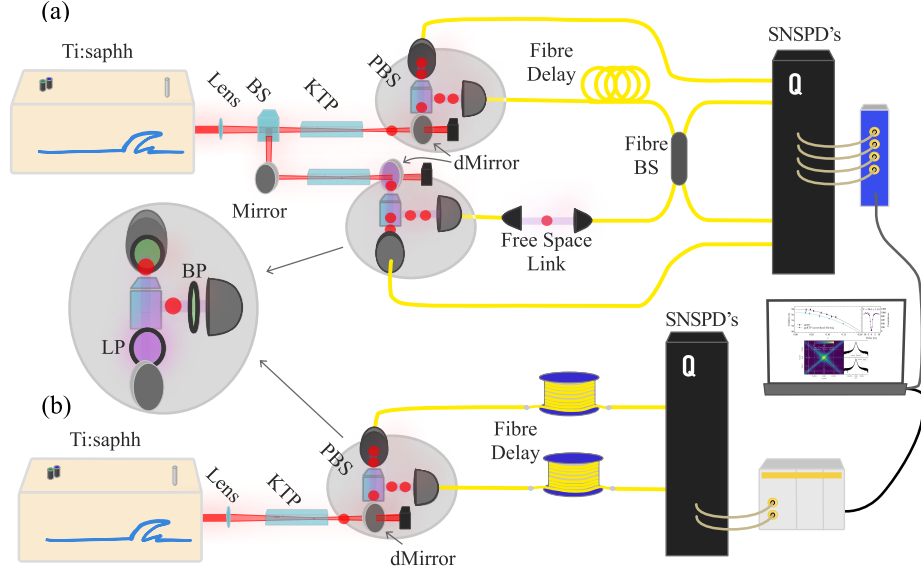 (a)
Ti:saphh
Lens
BS
KTP
PBS
Fibre
Delay
SNSPD's
Q
dMirror
Fibre
BS
Mirror
Free Space
Link
BP
LP
SNSPD's
Q
(b)
Ti:saphh
Lens
KTP
PBS
Fibre
Delay
dMirror